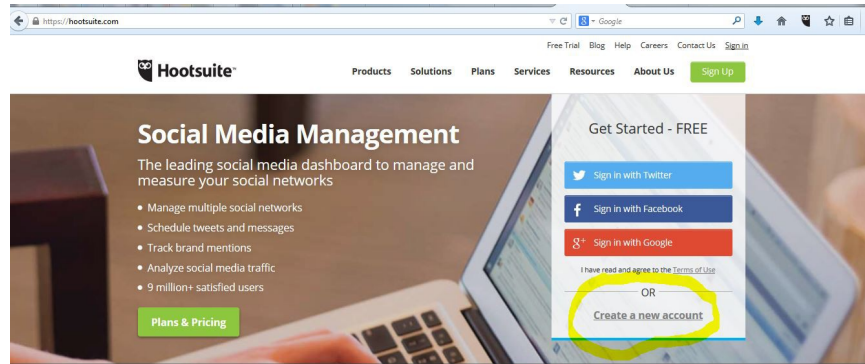 https://hootsuite.com
Google
Free Trial Blog Help Careers Contact Us Sign in
Hootsuite™
Products Solutions Plans Services Resources About Us Sign Up
Social Media Management
The leading social media dashboard to manage and
measure your social networks
• Manage multiple social networks
• Schedule tweets and messages
• Track brand mentions
• Analyze social media traffic
• 9 million+ satisfied users
Plans & Pricing
Get Started - FREE
Sign in with Twitter
f Sign in with Facebook
g+ Sign in with Google
I have read and agree to the Terms of Use
OR
Create a new account